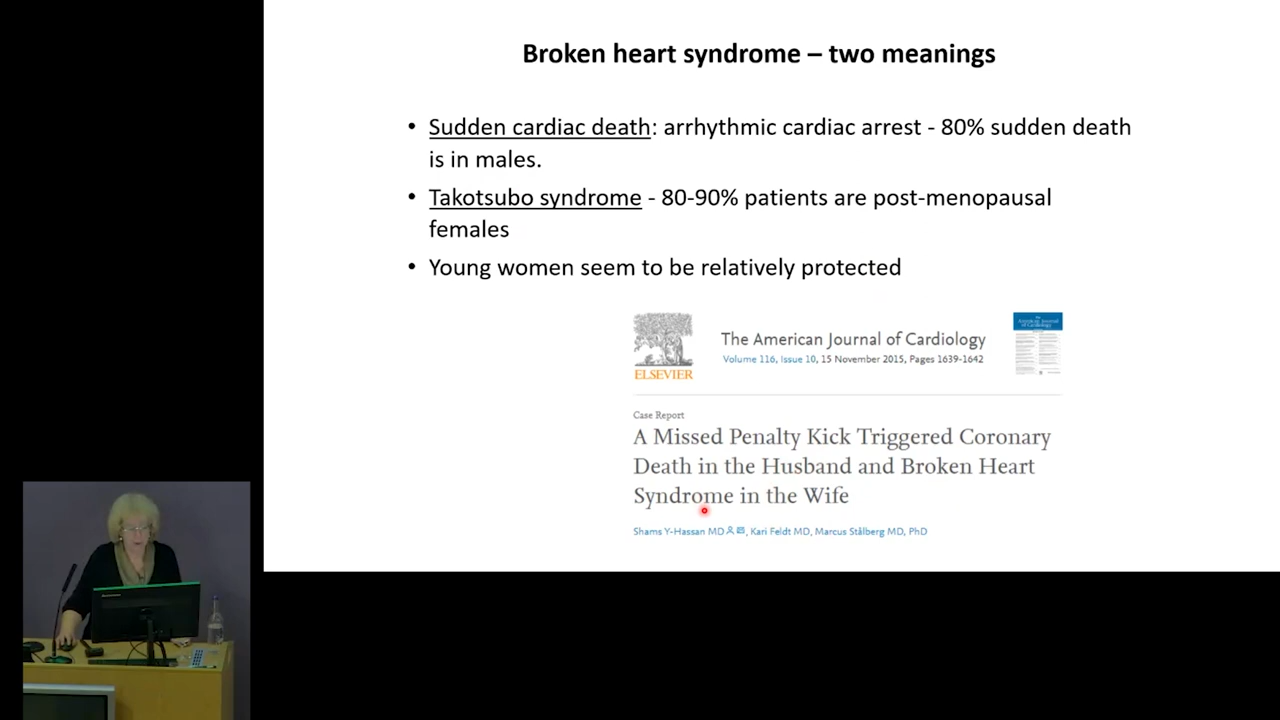 Broken heart syndrome – two meanings
• Sudden cardiac death: arrhythmic cardiac arrest - 80% sudden death
is in males.
• Takotsubo syndrome - 80-90% patients are post-menopausal
females
• Young women seem to be relatively protected
ELSEVIER
The American Journal of Cardiology
Volume 116, Issue 10, 15 November 2015, Pages 1639-1642
Case Report
A Missed Penalty Kick Triggered Coronary
Death in the Husband and Broken Heart
Syndrome in the Wife
Shams Y-Hassan MD, Kari Feldt MD, Marcus Stålberg MD, PhD